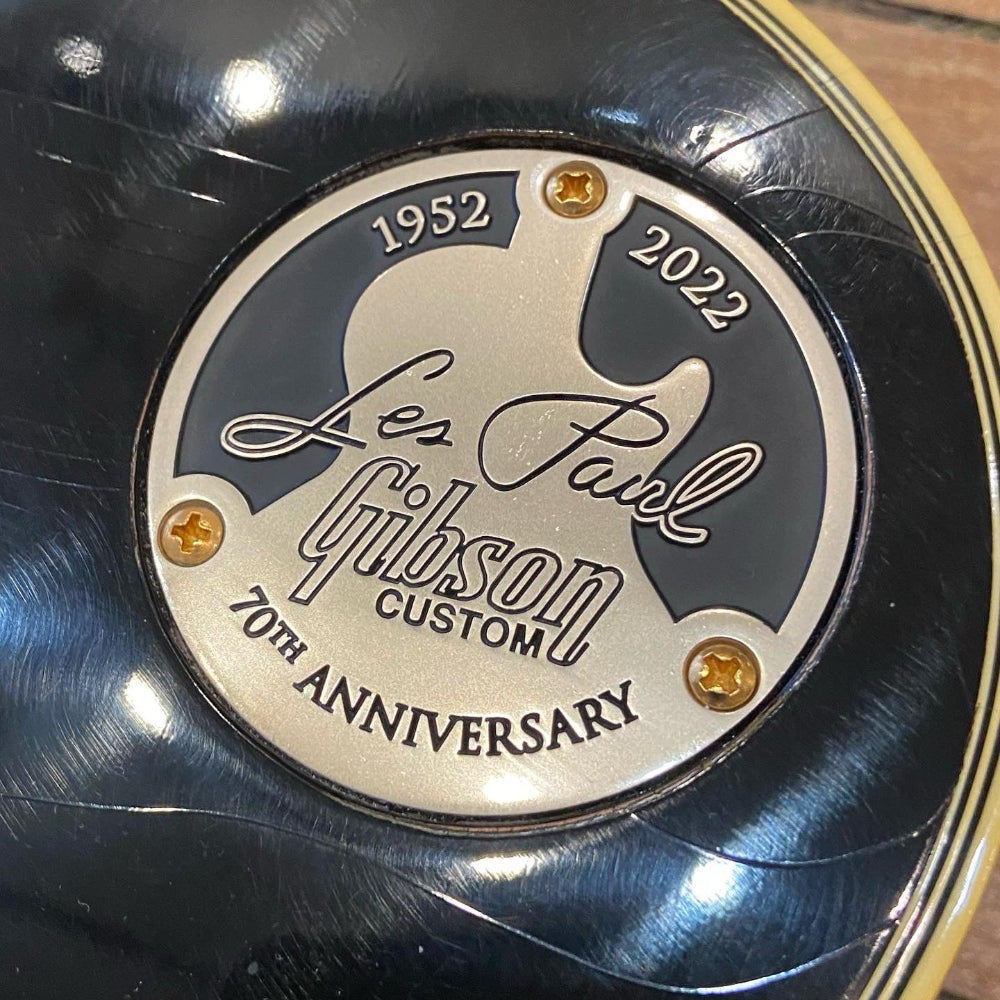 1952 2022
Les Paul
Gibson
CUSTOM
70TH ANNIVERSARY